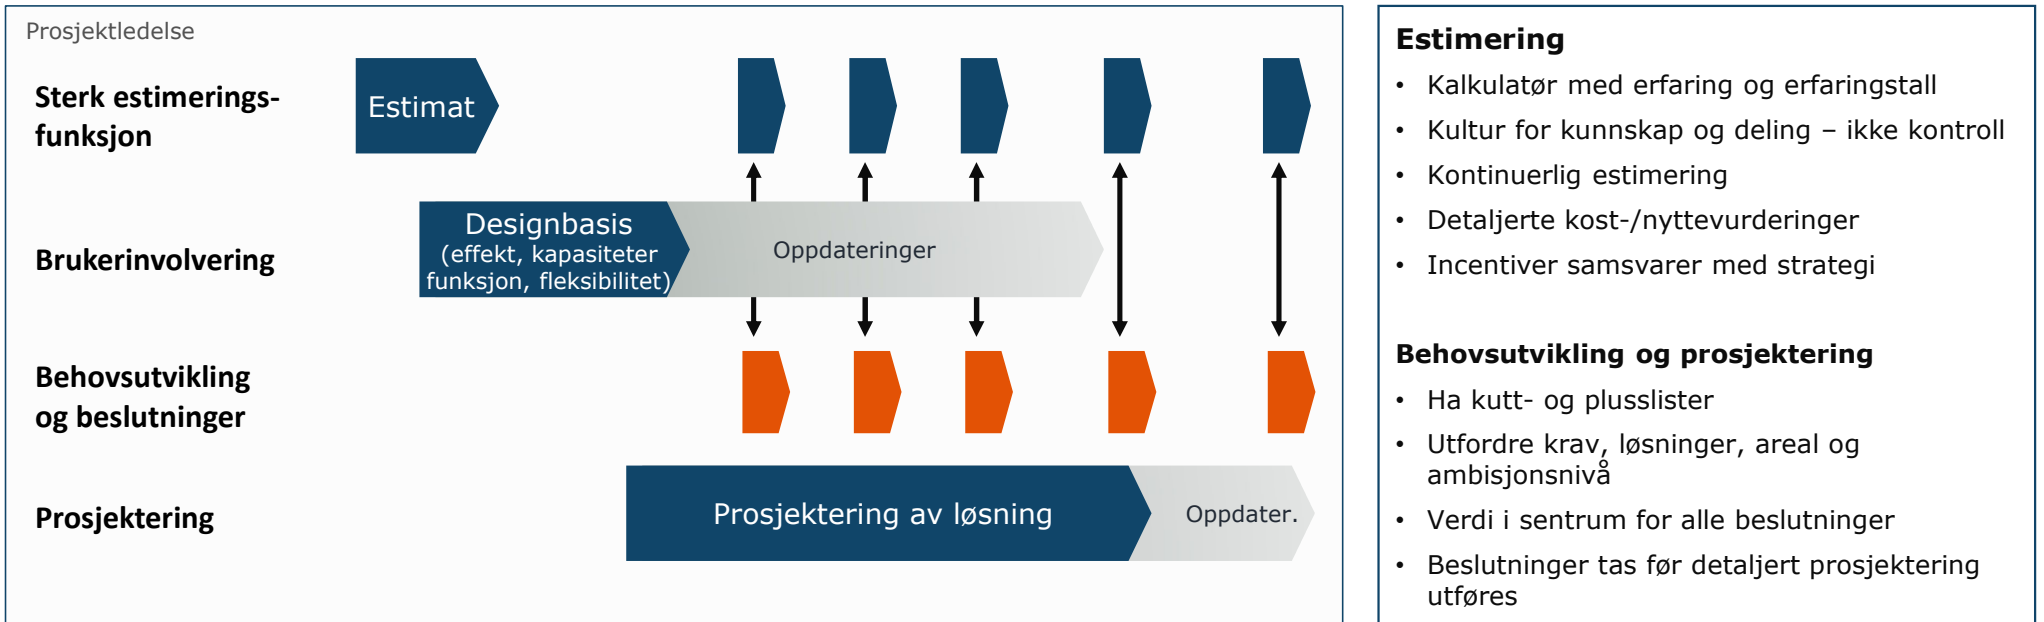 Prosjektledelse
Sterk estimerings-
funksjon
Estimat
Brukerinvolvering
Designbasis
(effekt, kapasiteter
funksjon, fleksibilitet)
Oppdateringer
Behovsutvikling
og beslutninger
Prosjektering
Prosjektering av løsning
Oppdater.
Estimering
• Kalkulatør med erfaring og erfaringstall
• Kultur for kunnskap og deling – ikke kontroll
• Kontinuerlig estimering
• Detaljerte kost-/nyttevurderinger
• Incentiver samsvarer med strategi
Behovsutvikling og prosjektering
• Ha kutt- og plusslister
• Utfordre krav, løsninger, areal og
ambisjonsnivå
• Verdi i sentrum for alle beslutninger
• Beslutninger tas før detaljert prosjektering
utføres